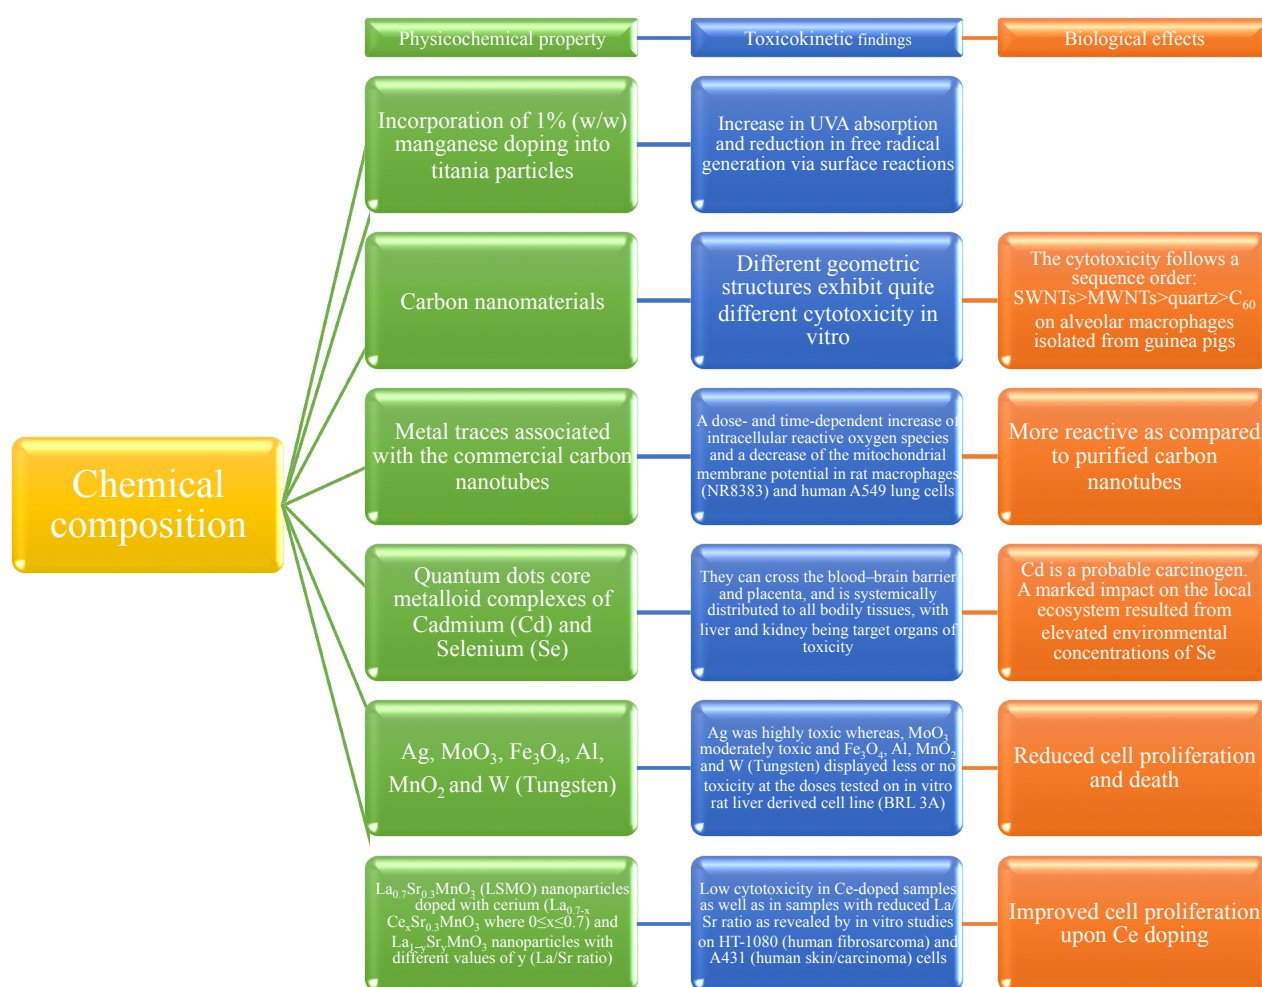 Physicochemical property
Toxicokinetic findings
Biological effects
Chemical
composition
Incorporation of 1% (w/w)
manganese doping into
titania particles
Increase in UVA absorption
and reduction in free radical
generation via surface reactions
Carbon nanomaterials
Different geometric
structures exhibit quite
different cytotoxicity in
vitro
The cytotoxicity follows a
sequence order:
SWNTs>MWNTs>quartz>C₆₀
on alveolar macrophages
isolated from guinea pigs
Metal traces associated
with the commercial carbon
nanotubes
A dose- and time-dependent increase of
intracellular reactive oxygen species
and a decrease of the mitochondrial
membrane potential in rat macrophages
(NR8383) and human A549 lung cells
More reactive as compared
to purified carbon
nanotubes
Quantum dots core
metalloid complexes of
Cadmium (Cd) and
Selenium (Se)
They can cross the blood–brain barrier
and placenta, and is systemically
distributed to all bodily tissues, with
liver and kidney being target organs of
toxicity
Cd is a probable carcinogen.
A marked impact on the local
ecosystem resulted from
elevated environmental
concentrations of Se
Ag, MoO₃, Fe₃O₄, Al,
MnO₂ and W (Tungsten)
Ag was highly toxic whereas, MoO₃
moderately toxic and Fe₃O₄, Al, MnO₂
and W (Tungsten) displayed less or no
toxicity at the doses tested on in vitro
rat liver derived cell line (BRL 3A)
Reduced cell proliferation
and death
La₀.₇Sr₀.₃MnO₃ (LSMO) nanoparticles
doped with cerium (La₀.₇₋ₓ
CeₓSr₀.₃MnO₃ where 0≤x≤0.7) and
La₁₋ySryMnO₃ nanoparticles with
different values of y (La/Sr ratio)
Low cytotoxicity in Ce-doped samples
as well as in samples with reduced La/
Sr ratio as revealed by in vitro studies
on HT-1080 (human fibrosarcoma) and
A431 (human skin/carcinoma) cells
Improved cell proliferation
upon Ce doping